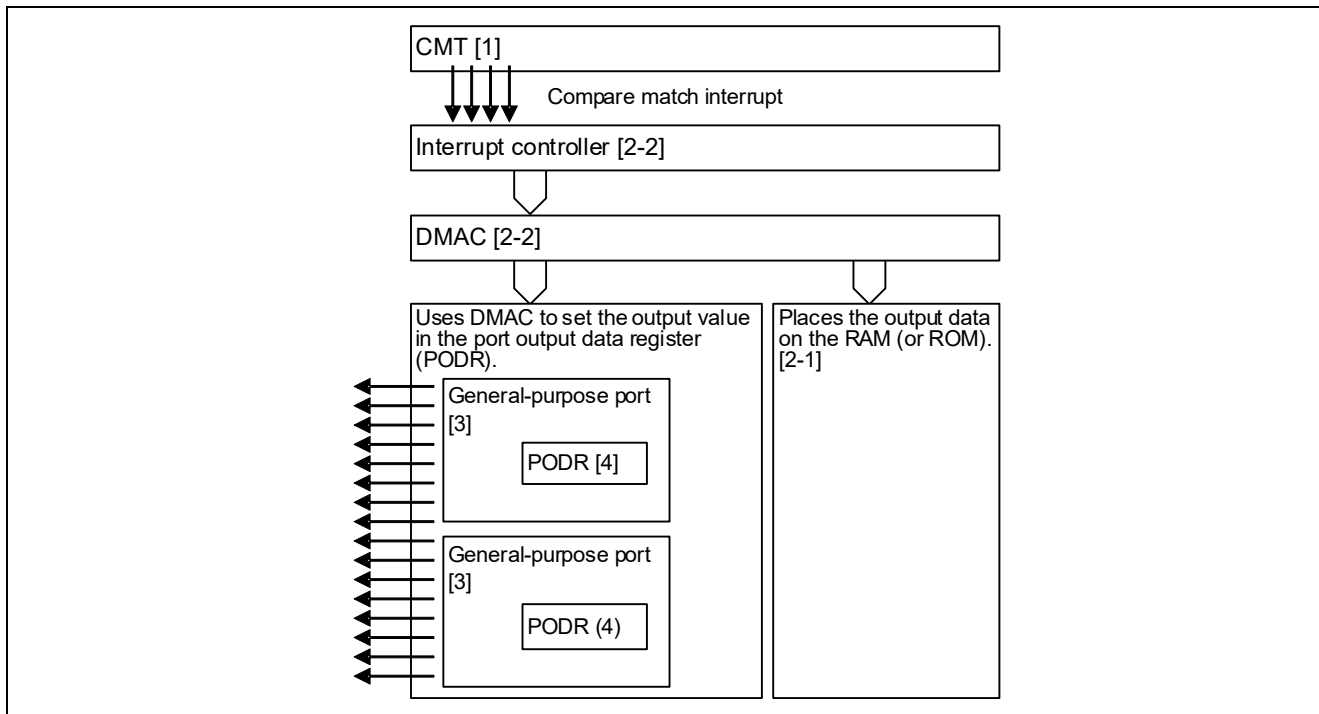 CMT [1]
Compare match interrupt
Interrupt controller [2-2]
DMAC [2-2]
Uses DMAC to set the output value
in the port output data register
(PODR).
General-purpose port
[3]
PODR [4]
General-purpose port
[3]
PODR (4)
Places the output data
on the RAM (or ROM).
[2-1]